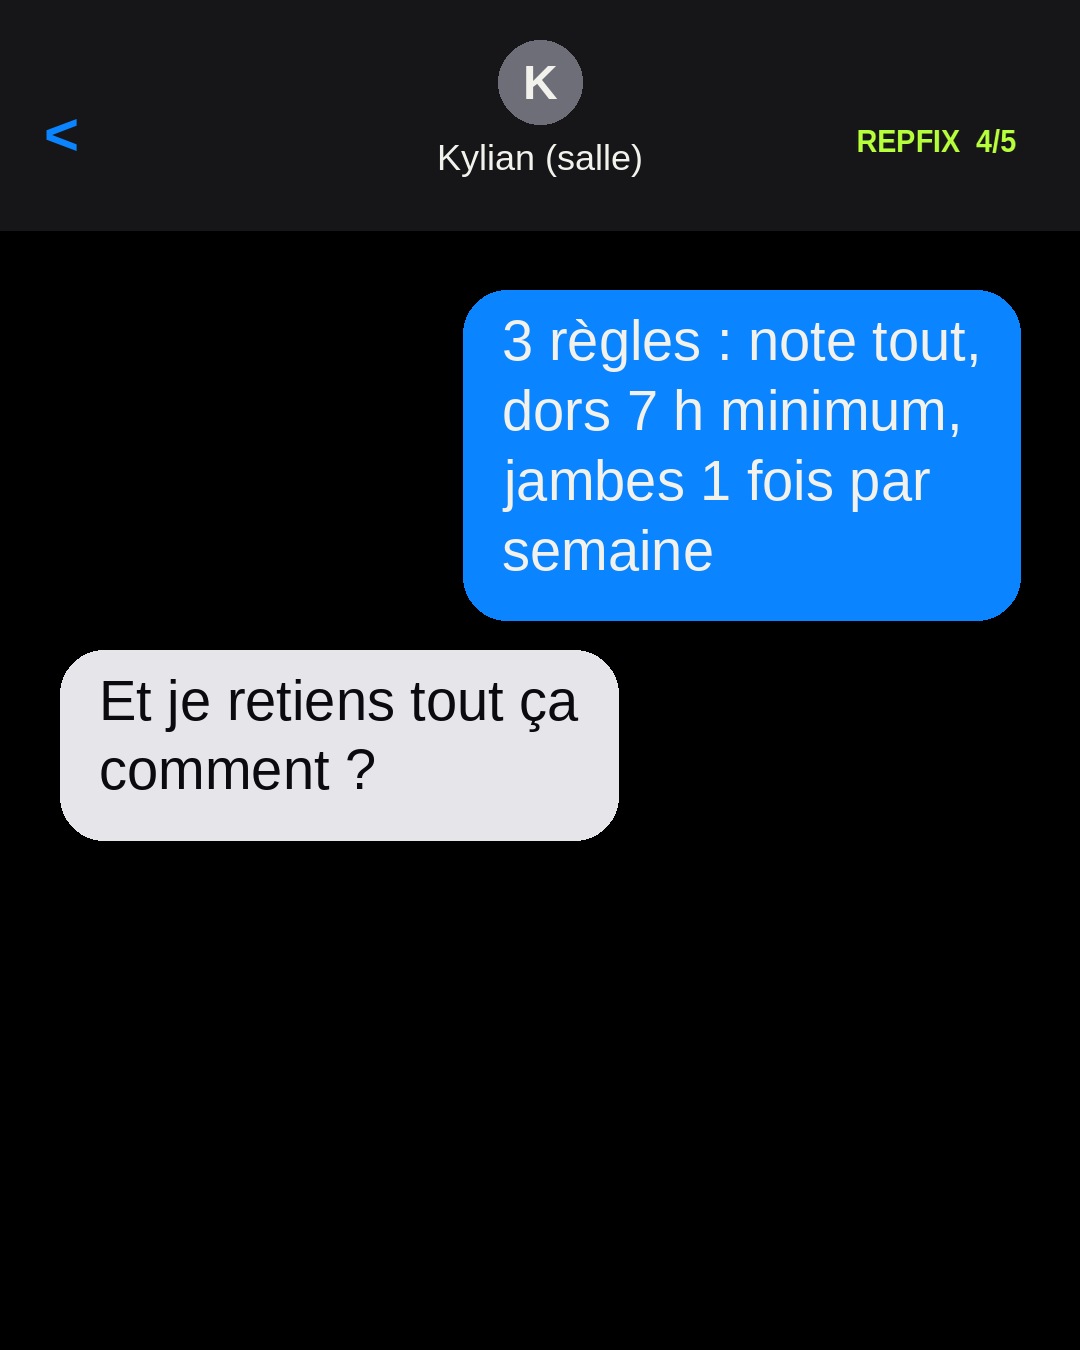 K
<
Kylian (salle)
REPFIX 4/5
3 règles : note tout,
dors 7 h minimum,
jambes 1 fois par
semaine
Et je retiens tout ça
comment ?